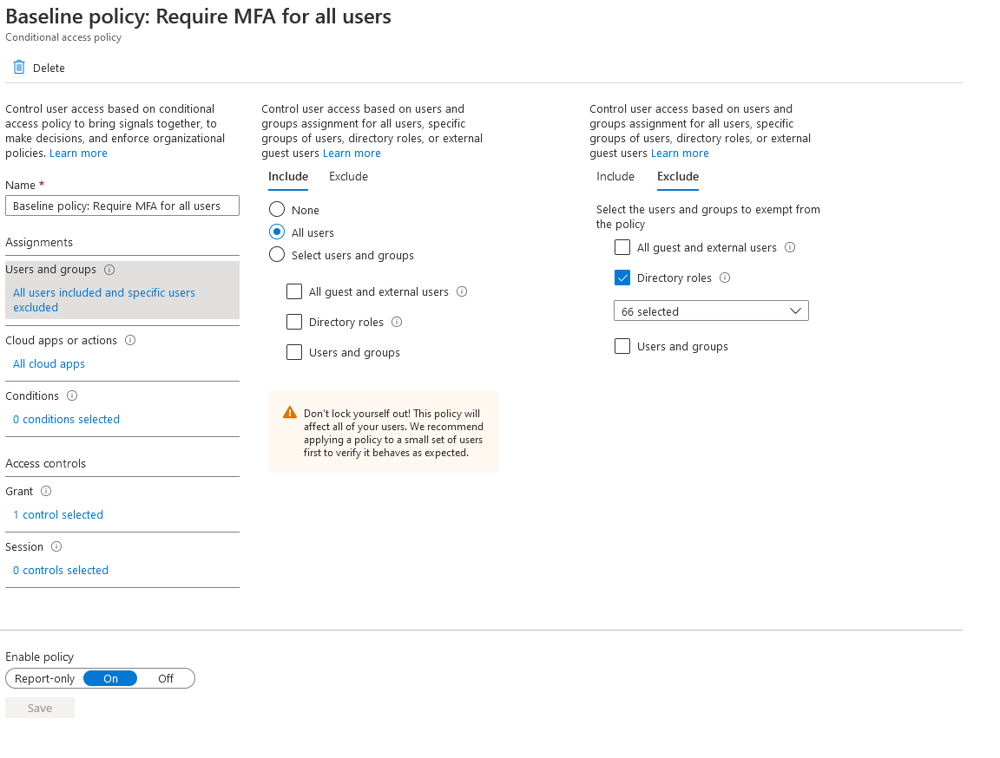 Baseline policy: Require MFA for all users
Conditional access policy
Delete
Control user access based on conditional
access policy to bring signals together, to
make decisions, and enforce organizational
policies. Learn more
Name *
Baseline policy: Require MFA for all users
Assignments
Users and groups
All users included and specific users
excluded
Cloud apps or actions
All cloud apps
Conditions
0 conditions selected
Access controls
Grant
1 control selected
Session
0 controls selected
Control user access based on users and
groups assignment for all users, specific
groups of users, directory roles, or external
guest users Learn more
Include Exclude
None
All users
Select users and groups
All guest and external users
Directory roles
Users and groups
Don't lock yourself out! This policy will
affect all of your users. We recommend
applying a policy to a small set of users
first to verify it behaves as expected.
Control user access based on users and
groups assignment for all users, specific
groups of users, directory roles, or external
guest users Learn more
Include Exclude
Select the users and groups to exempt from
the policy
All guest and external users
Directory roles
66 selected
Users and groups
Enable policy
Report-only On Off
Save